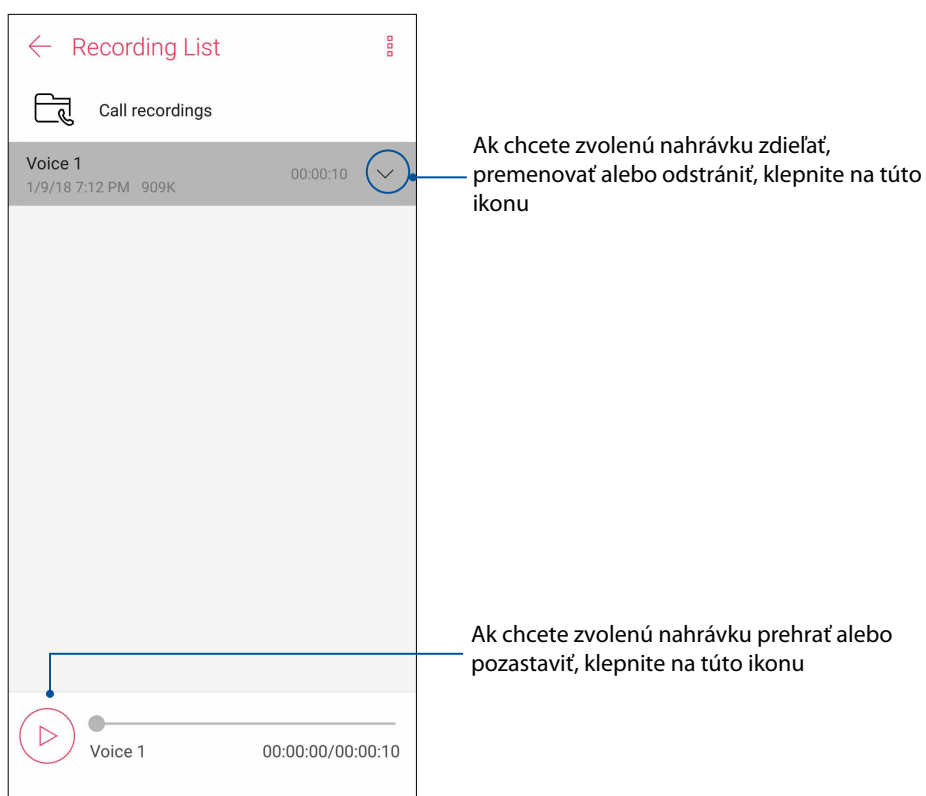 Recording List
Call recordings
Voice 1
1/9/18 7:12 PM 909K
00:00:10
Ak chcete zvolenú nahrávku zdieľať,
premenovať alebo odstrániť, klepnite na túto
ikonu
Ak chcete zvolenú nahrávku prehrať alebo
pozastaviť, klepnite na túto ikonu
Voice 1
00:00:00/00:00:10